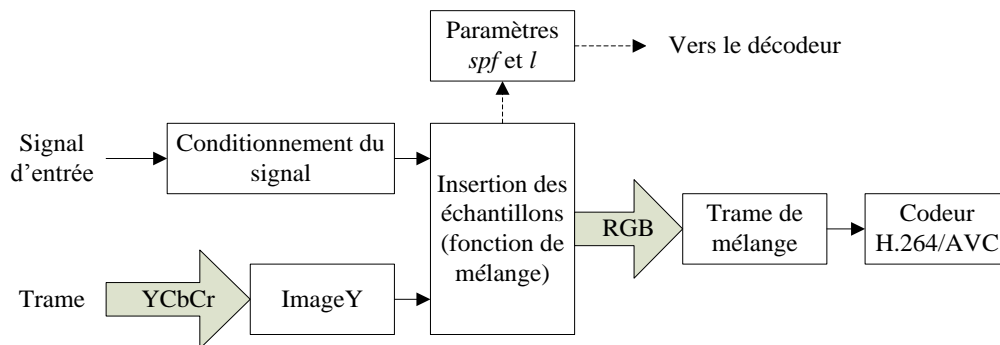 Paramètres
spf et l
Vers le décodeur
Signal
d’entrée
Conditionnement du
signal
Insertion des
échantillons
(fonction de
mélange)
RGB
Trame de
mélange
Codeur
H.264/AVC
Trame
YCbCr
ImageY